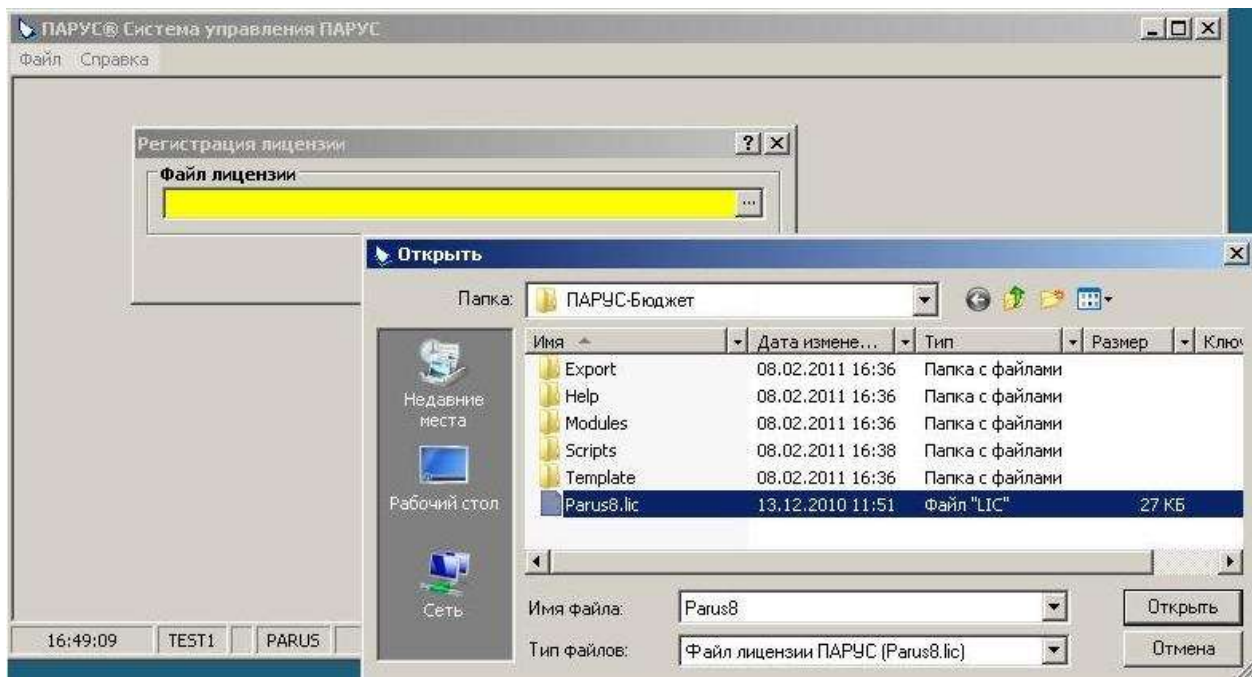 ПАРУС® Система управления ПАРУС
Файл Справка
Регистрация лицензии
Файл лицензии
...
Открыть
Папка: ПАРУС-Бюджет
Имя Дата измене... Тип Размер Ключ
Export 08.02.2011 16:36 Папка с файлами
Help 08.02.2011 16:36 Папка с файлами
Modules 08.02.2011 16:36 Папка с файлами
Scripts 08.02.2011 16:38 Папка с файлами
Template 08.02.2011 16:36 Папка с файлами
Parus8.lic 13.12.2010 11:51 Файл "LIC" 27 КБ
Недавние
места
Рабочий стол
Сеть
Имя файла: Parus8 Открыть
Тип файлов: Файл лицензии ПАРУС (Parus8.lic) Отмена
16:49:09 TEST1 PARUS